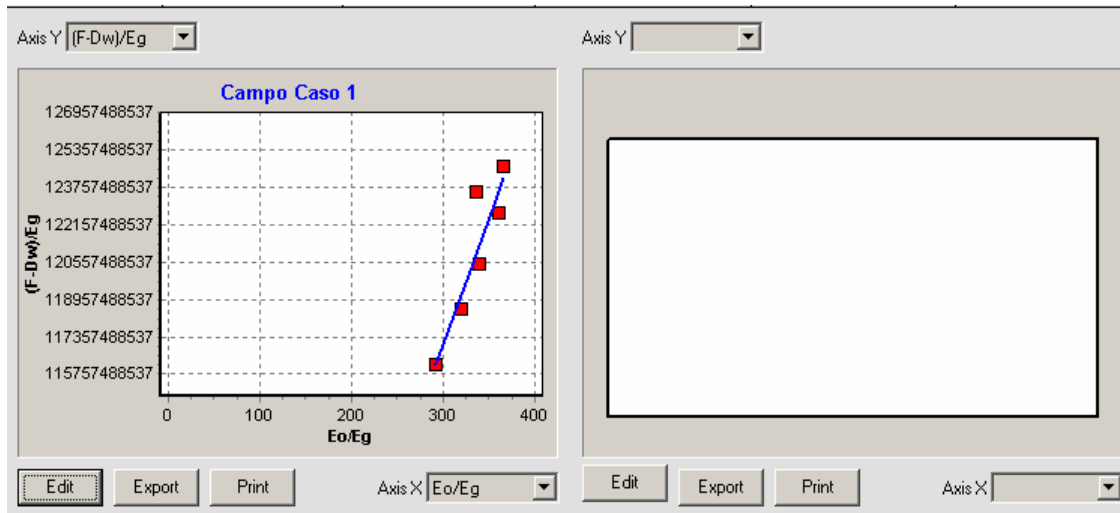 Axis Y (F-Dw)/Eg
Campo Caso 1
126957488537
125357488537
123757488537
122157488537
120557488537
118957488537
117357488537
115757488537
(F-Dw)/Eg
0 100 200 300 400
Eo/Eg
Edit Export Print Axis X Eo/Eg
Axis Y
Edit Export Print Axis X